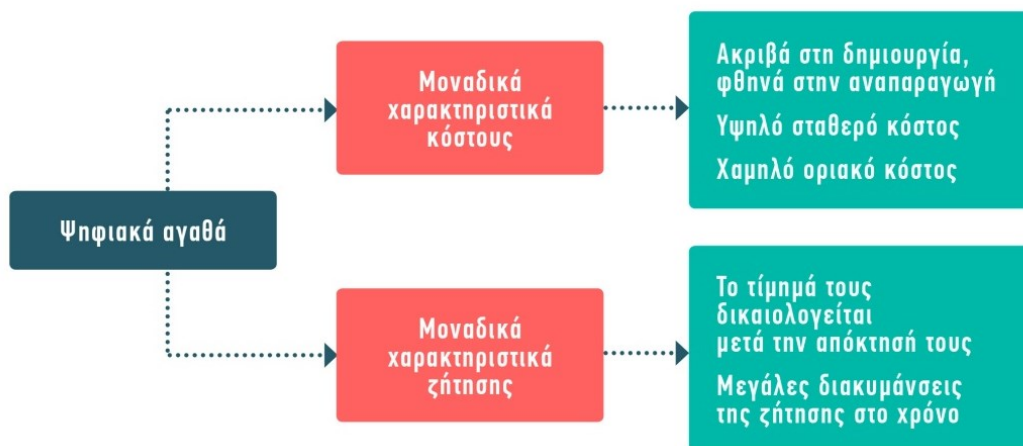 Ψηφιακά αγαθά
Μοναδικά
χαρακτηριστικά
κόστους
Ακριβά στη δημιουργία,
φθηνά στην αναπαραγωγή
Υψηλό σταθερό κόστος
Χαμηλό οριακό κόστος
Μοναδικά
χαρακτηριστικά
ζήτησης
Το τίμημά τους
δικαιολογείται
μετά την απόκτησή τους
Μεγάλες διακυμάνσεις
της ζήτησης στο χρόνο